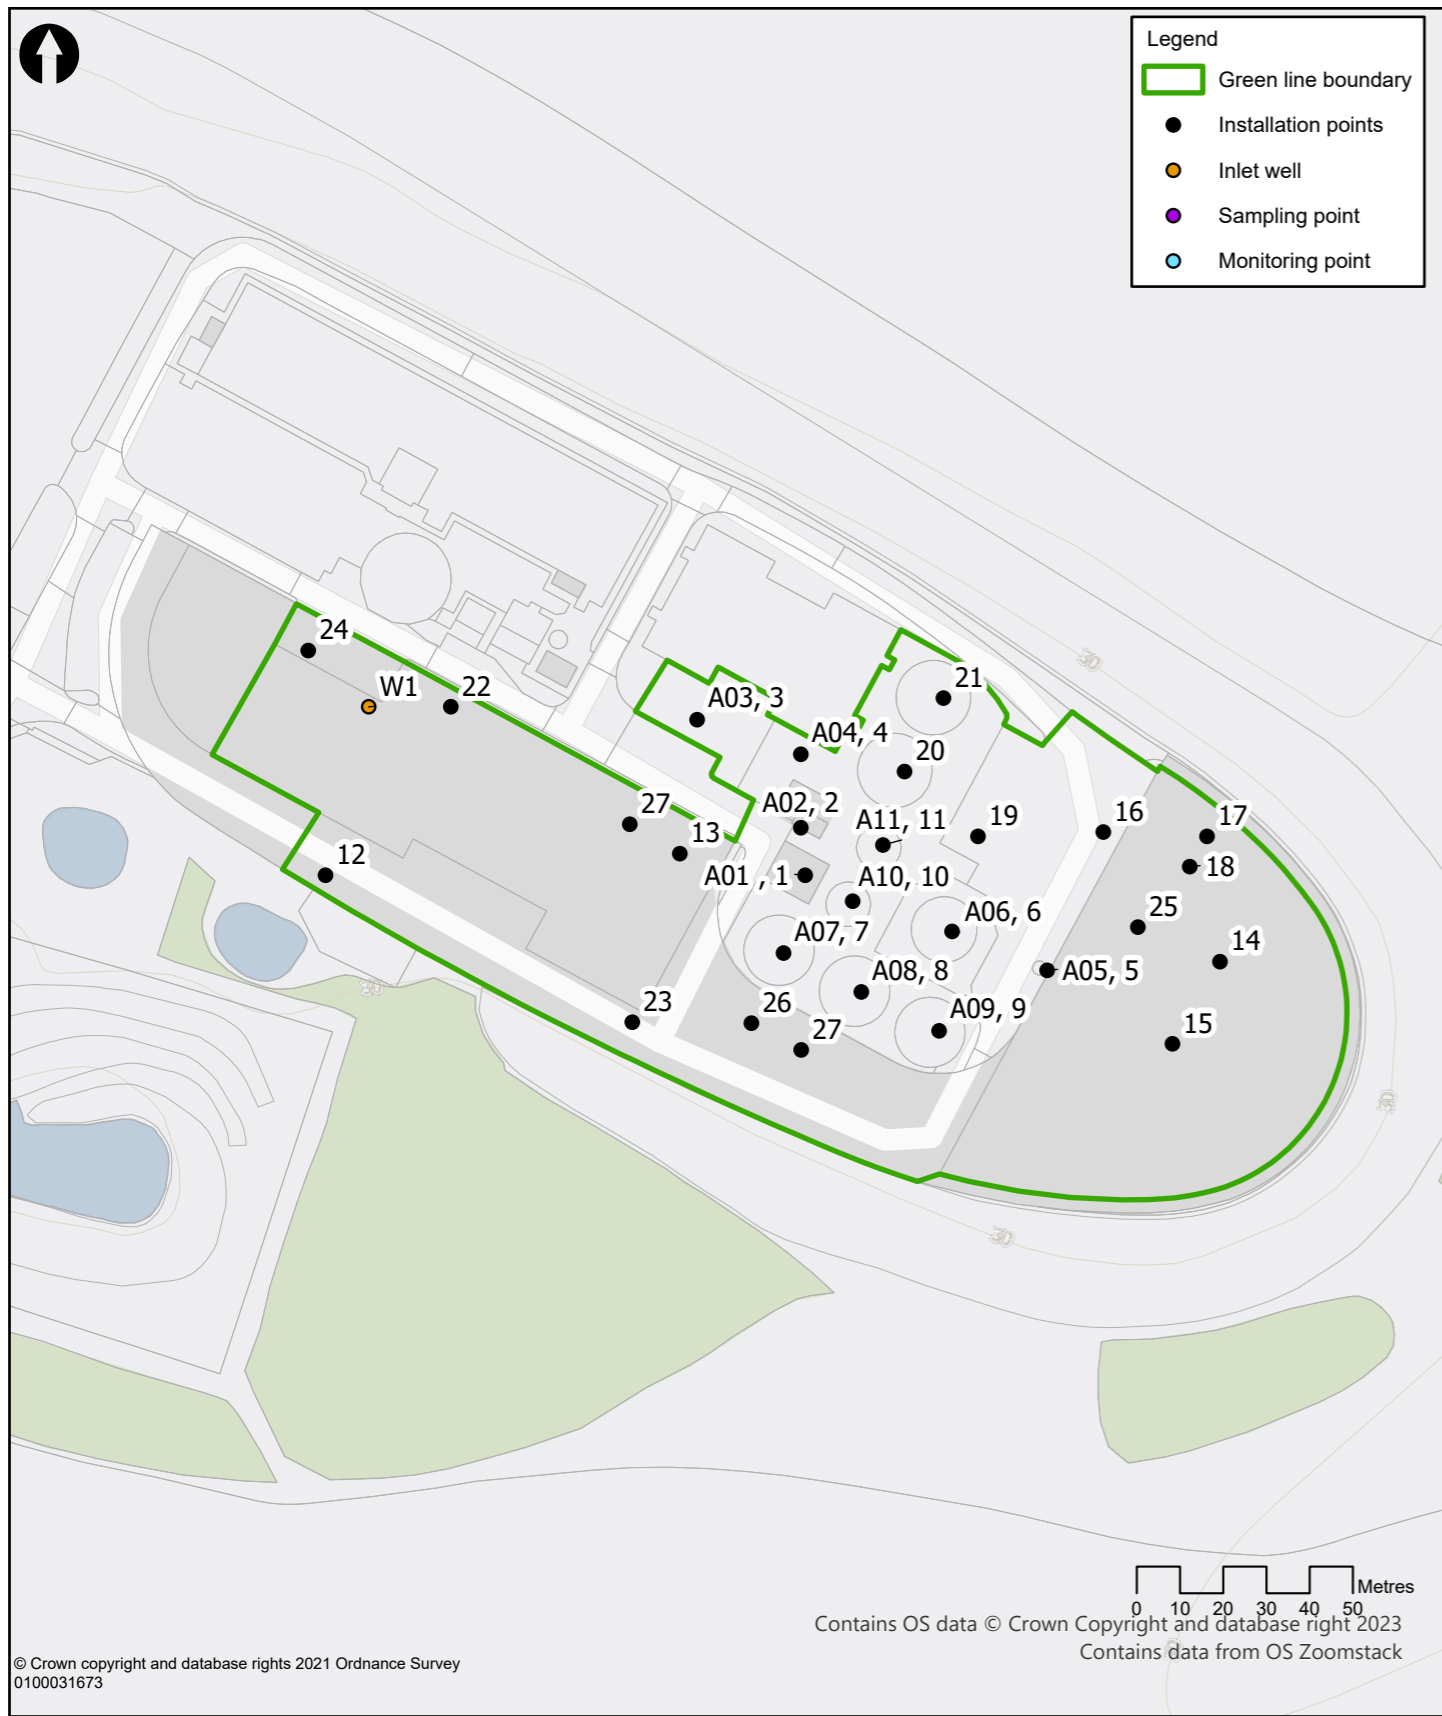 Legend
Green line boundary
Installation points
Inlet well
Sampling point
Monitoring point
30
24
W1
22
A03, 3
21
A04, 4
20
27
A02, 2
A11, 11
19
16
17
13
18
12
A01 , 1
A10, 10
A06, 6
25
A07, 7
14
A08, 8
A05, 5
30
23
26
A09, 9
27
15
30
30
Metres
0 10 20 30 40 50
Contains OS data © Crown Copyright and database right 2023
Contains data from OS Zoomstack
© Crown copyright and database rights 2021 Ordnance Survey
0100031673